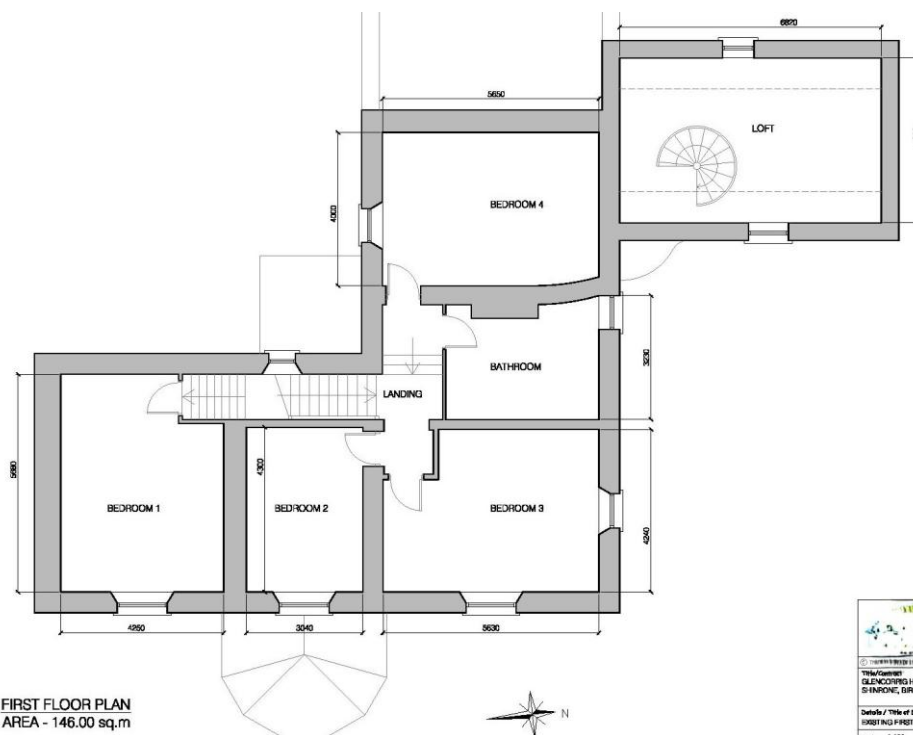 6820
5650
LOFT
4000
BEDROOM 4
3230
BATHROOM
LANDING
5680
4300
BEDROOM 1
BEDROOM 2
BEDROOM 3
4240
4250
3040
5630
FIRST FLOOR PLAN
AREA - 146.00 sq.m
N
Title/Contract
GLENCORRIG H
SHINRONE, BIR
Details / Title of
EXISTING FIRST